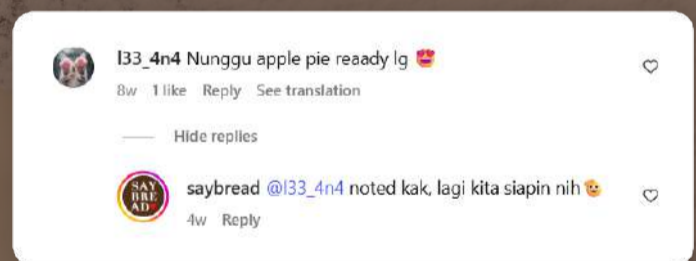 l33_4n4 Nunggu apple pie reaady lg 😍
8w 1 like Reply See translation
Hide replies
SAY
BRE
AD
saybread @l33_4n4 noted kak, lagi kita siapin nih🫡
4w Reply